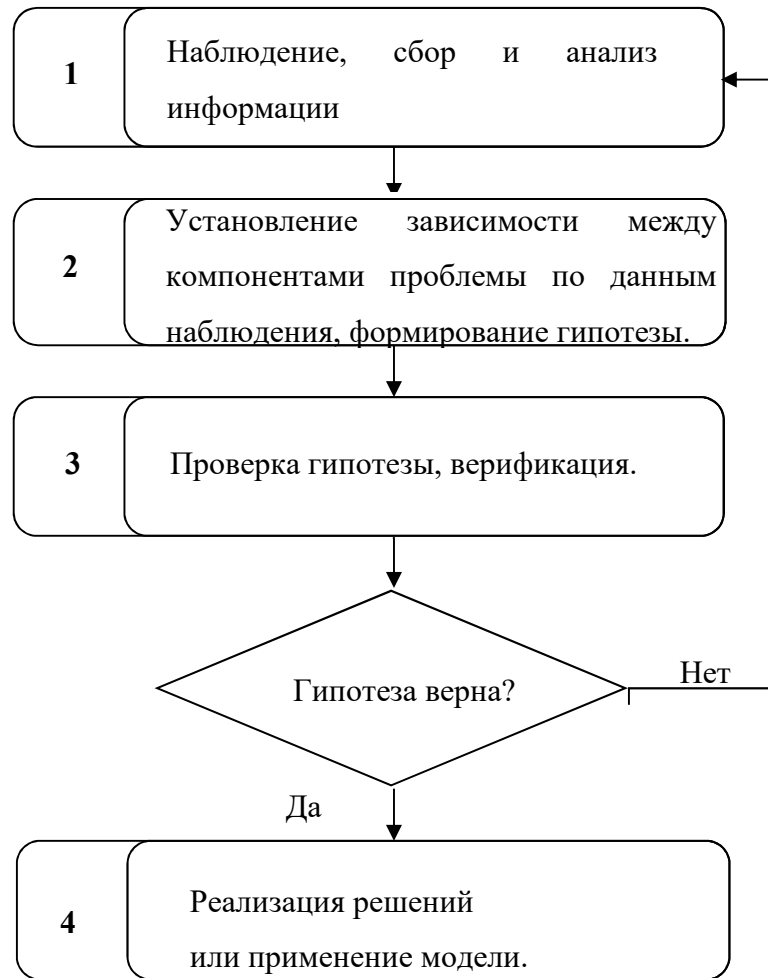 1
Наблюдение, сбор и анализ
информации
2
Установление зависимости между
компонентами проблемы по данным
наблюдения, формирование гипотезы.
3
Проверка гипотезы, верификация.
Гипотеза верна?
Нет
Да
4
Реализация решений
или применение модели.